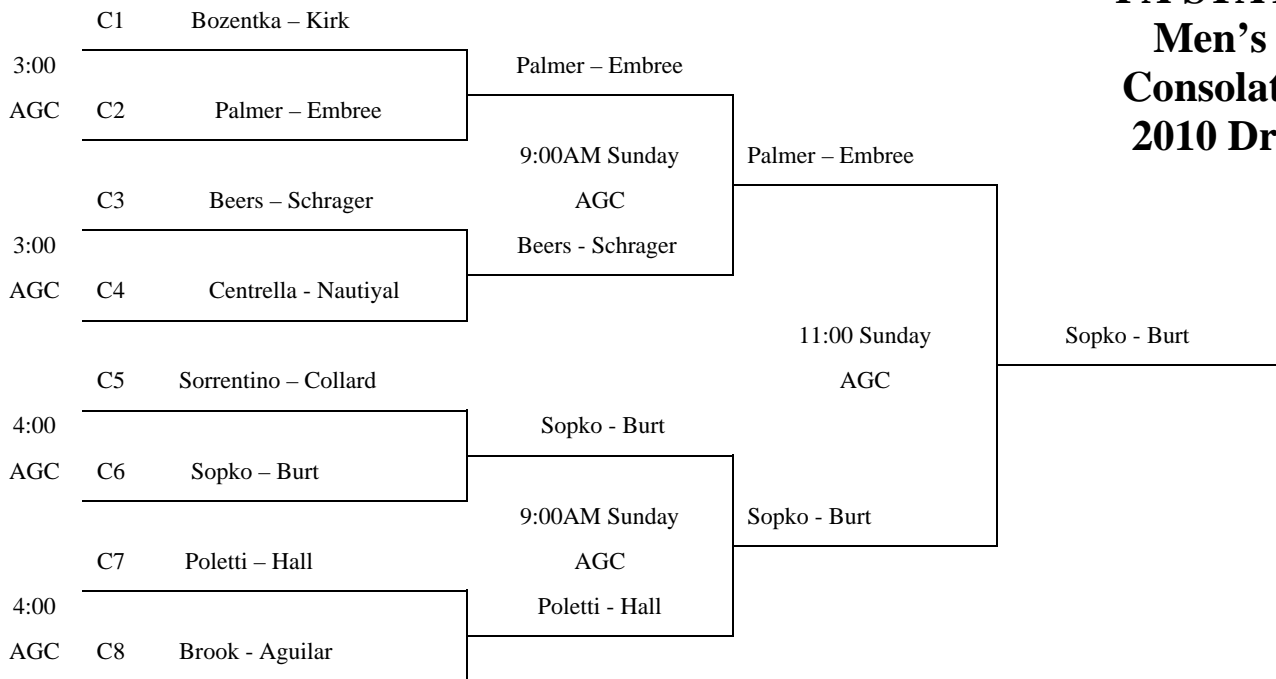 PA STA
Men's
Consolat
2010 Dr
C1 Bozentka – Kirk
3:00 Palmer – Embree
AGC C2 Palmer – Embree
9:00AM Sunday Palmer – Embree
C3 Beers – Schrager AGC
3:00 Beers - Schrager
AGC C4 Centrella - Nautiyal
11:00 Sunday Sopko - Burt
C5 Sorrentino – Collard AGC
4:00 Sopko - Burt
AGC C6 Sopko – Burt
9:00AM Sunday Sopko - Burt
C7 Poletti – Hall AGC
4:00 Poletti - Hall
AGC C8 Brook - Aguilar